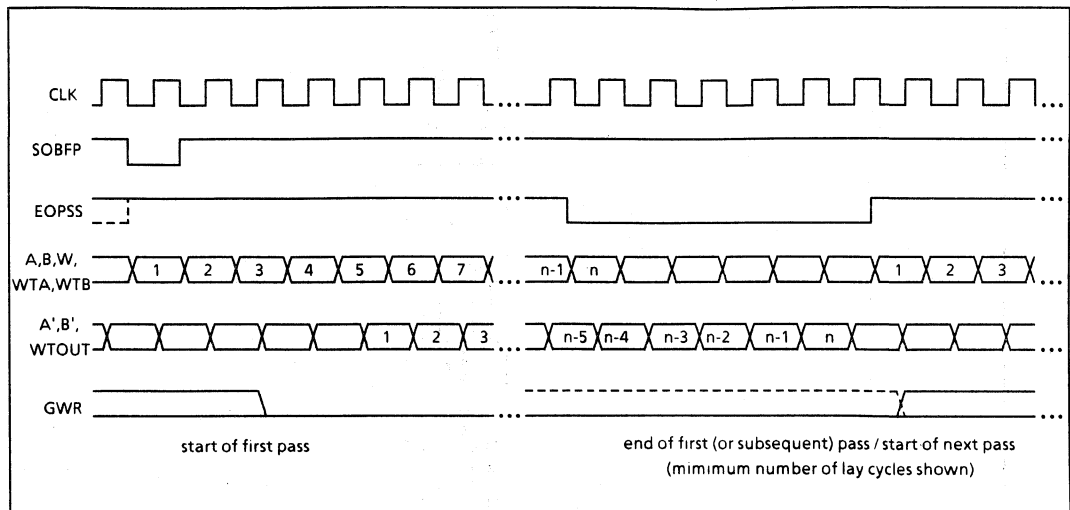 CLK
...
...
SOBFP
...
...
EOPSS
...
...
A,B,W,
WTA,WTB
1 2 3 4 5 6 7
...
n-1 n 1 2 3
...
A',B',
WTOUT
1 2 3
...
n-5 n-4 n-3 n-2 n-1 n
...
GWR
...
...
start of first pass
end of first (or subsequent) pass / start of next pass
(minimum number of lay cycles shown)